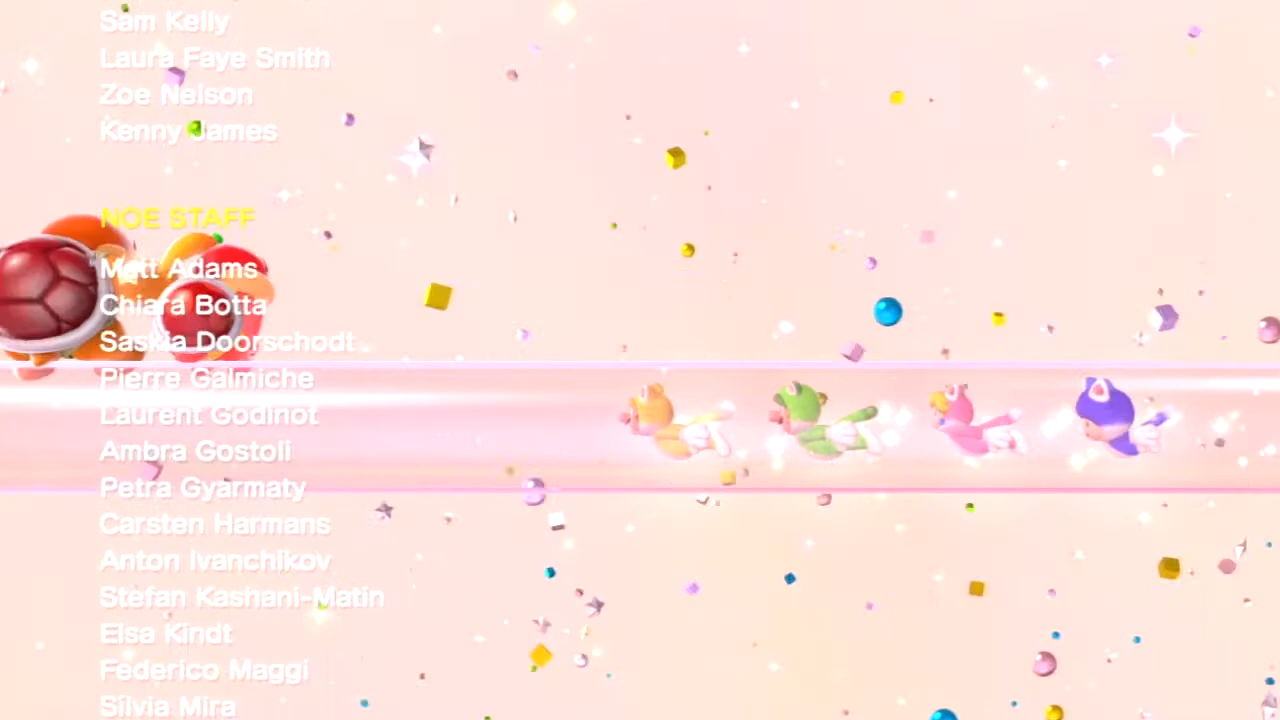 Sam Kelly
Laura Faye Smith
Zoe Nelson
Kenny James
NOE STAFF
Matt Adams
Chiara Botta
Saskia Doorschodt
Pierre Galmiche
Laurent Godinot
Ambra Gostoli
Petra Gyarmaty
Carsten Harmans
Anton Ivanchikov
Stefan Kashani-Matin
Elsa Kindt
Federico Maggi
Silvia Mira